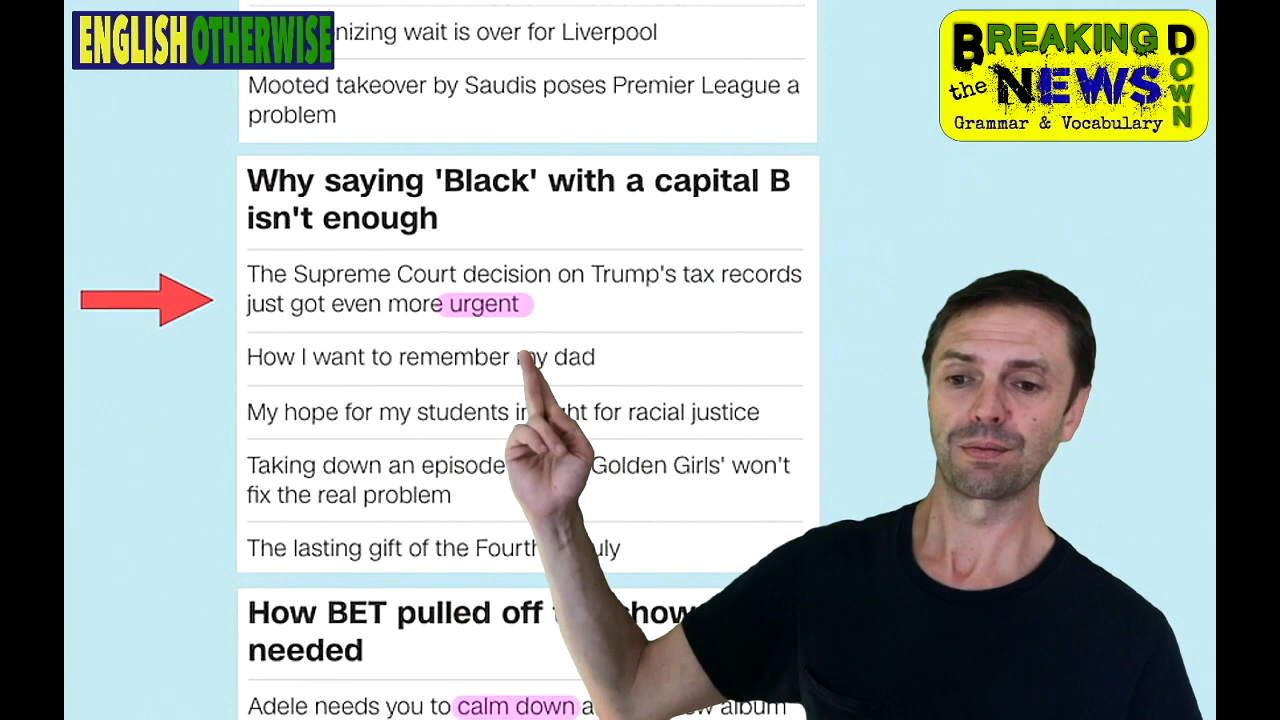 ENGLISH OTHERWISE
nizing wait is over for Liverpool
BREAKING DOWN
the NEWS
Grammar & Vocabulary
Mooted takeover by Saudis poses Premier League a
problem
Why saying 'Black' with a capital B
isn't enough
The Supreme Court decision on Trump's tax records
just got even more urgent
How I want to remember my dad
My hope for my students in ht for racial justice
Taking down an episode Golden Girls' won't
fix the real problem
The lasting gift of the Fourth uly
How BET pulled off show
needed
Adele needs you to calm down a w album